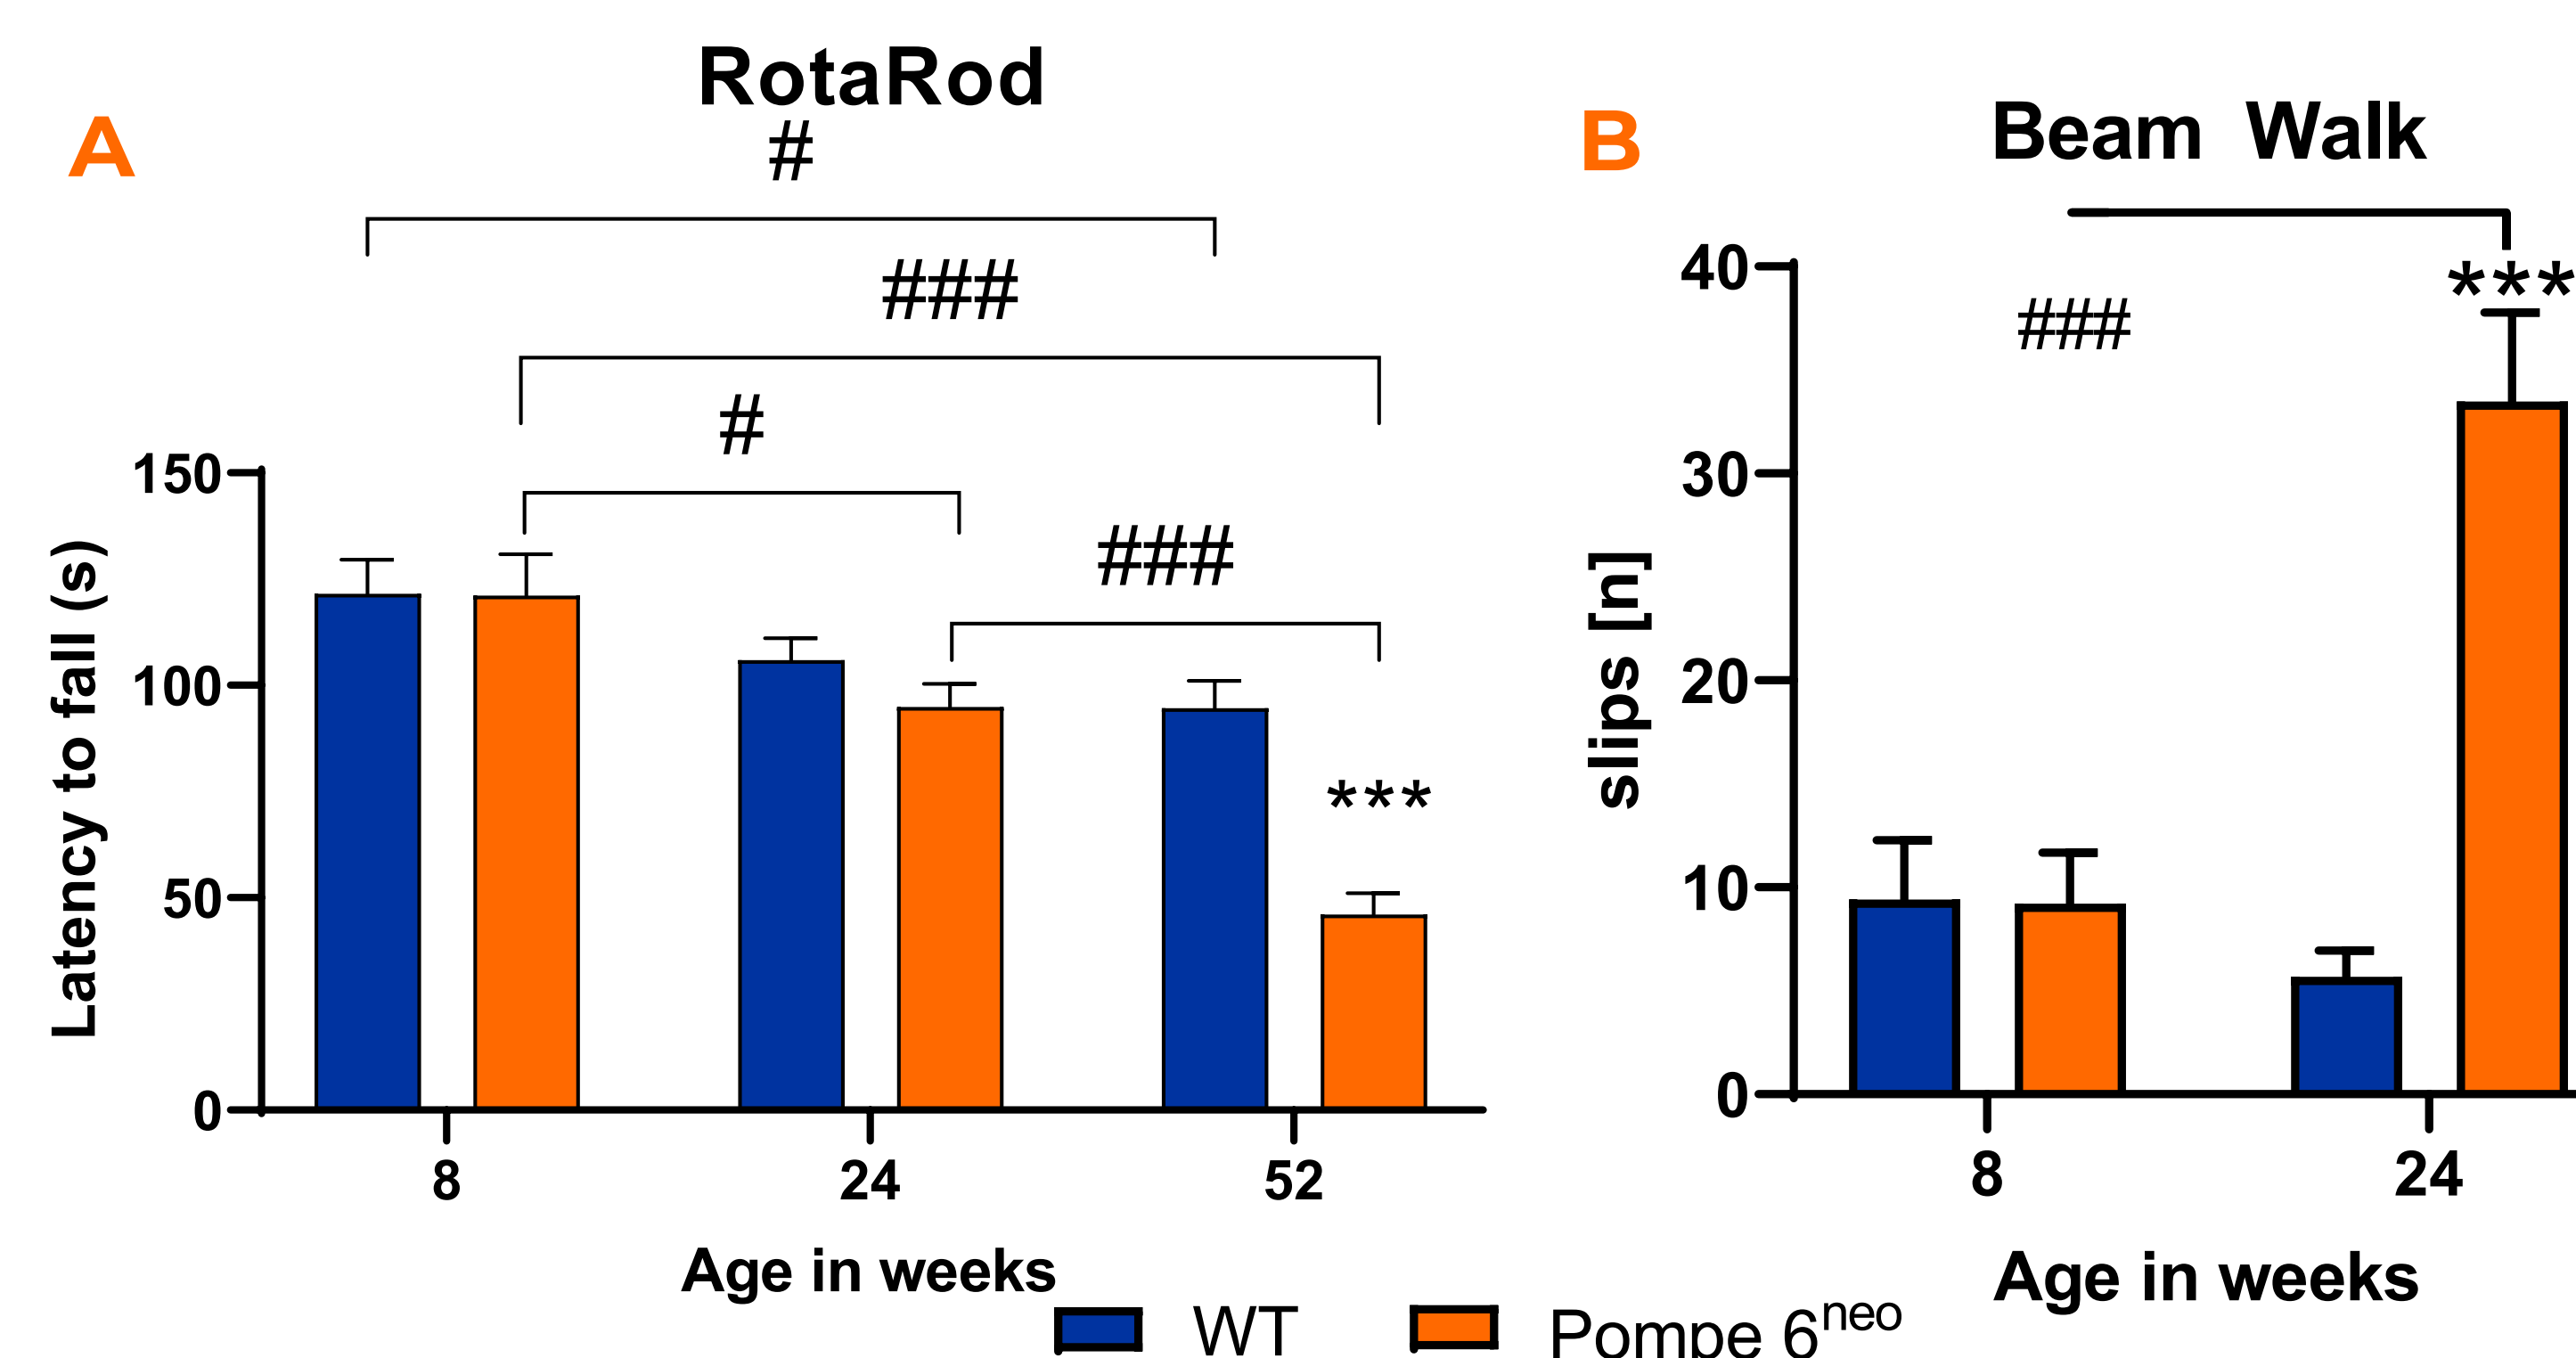 RotaRod
A
#
###
#
###
***
150
100
50
0
Latency to fall (s)
8 24 52
Age in weeks
B
Beam Walk
***
###
40
30
20
10
0
slips [n]
8 24
Age in weeks
WT Pompe 6neo